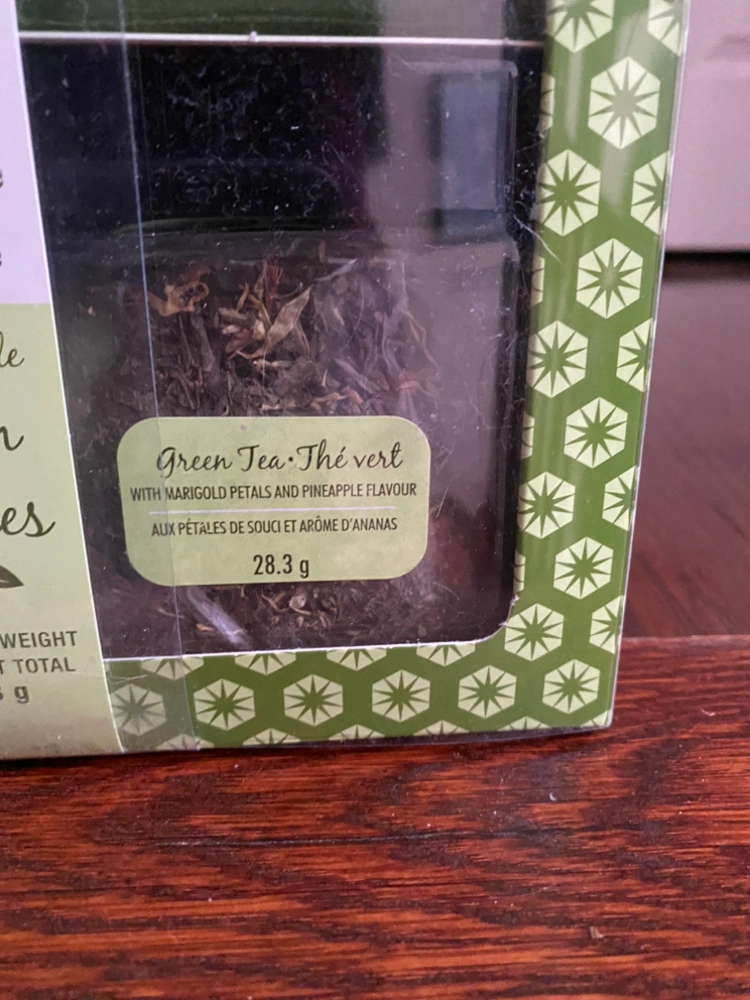 Green Tea • Thé vert
WITH MARIGOLD PETALS AND PINEAPPLE FLAVOUR
AUX PÉTALES DE SOUCI ET ARÔME D'ANANAS
28.3 g
WEIGHT
TOTAL
g